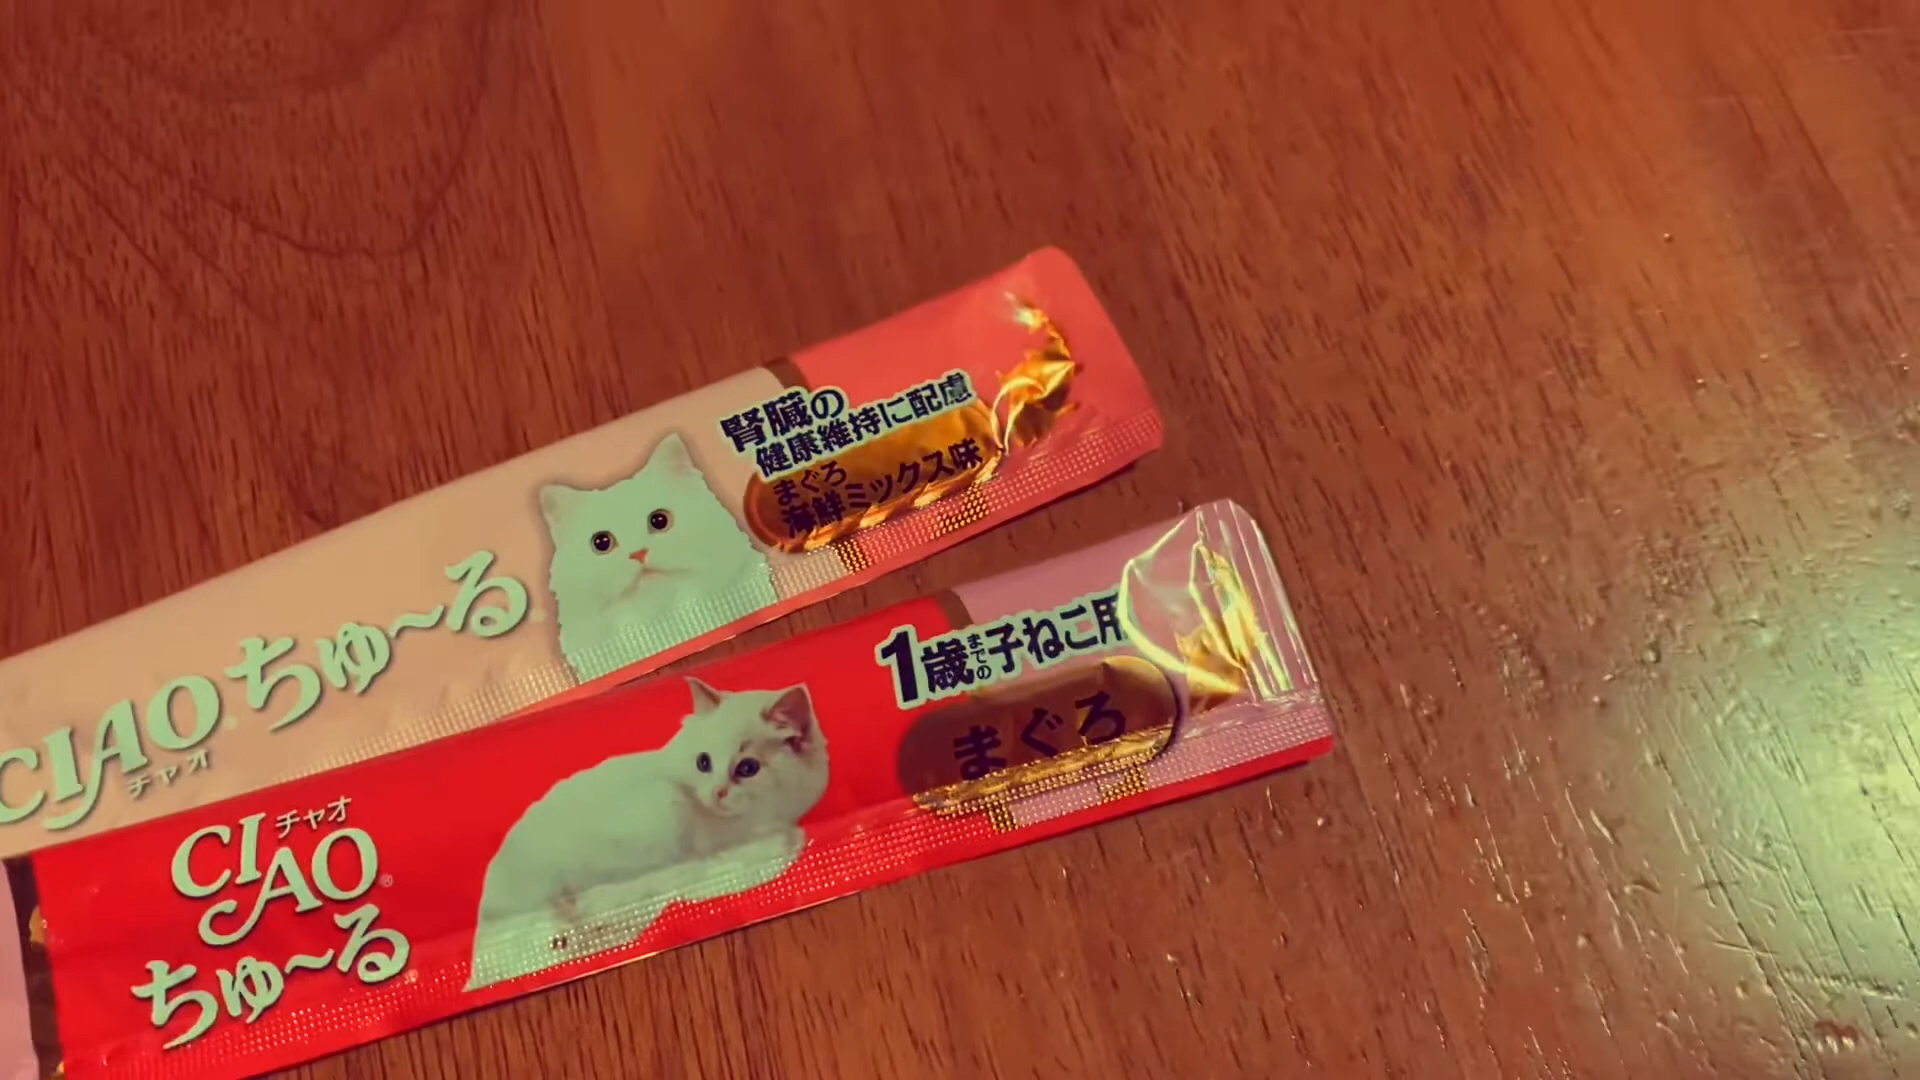 CIAO ちゅ〜る
チャオ
腎臓の
健康維持に配慮
まぐろ
海鮮ミックス味
CIAO
チャオ
ちゅ〜る
1歳までの子ねこ用
まぐろ